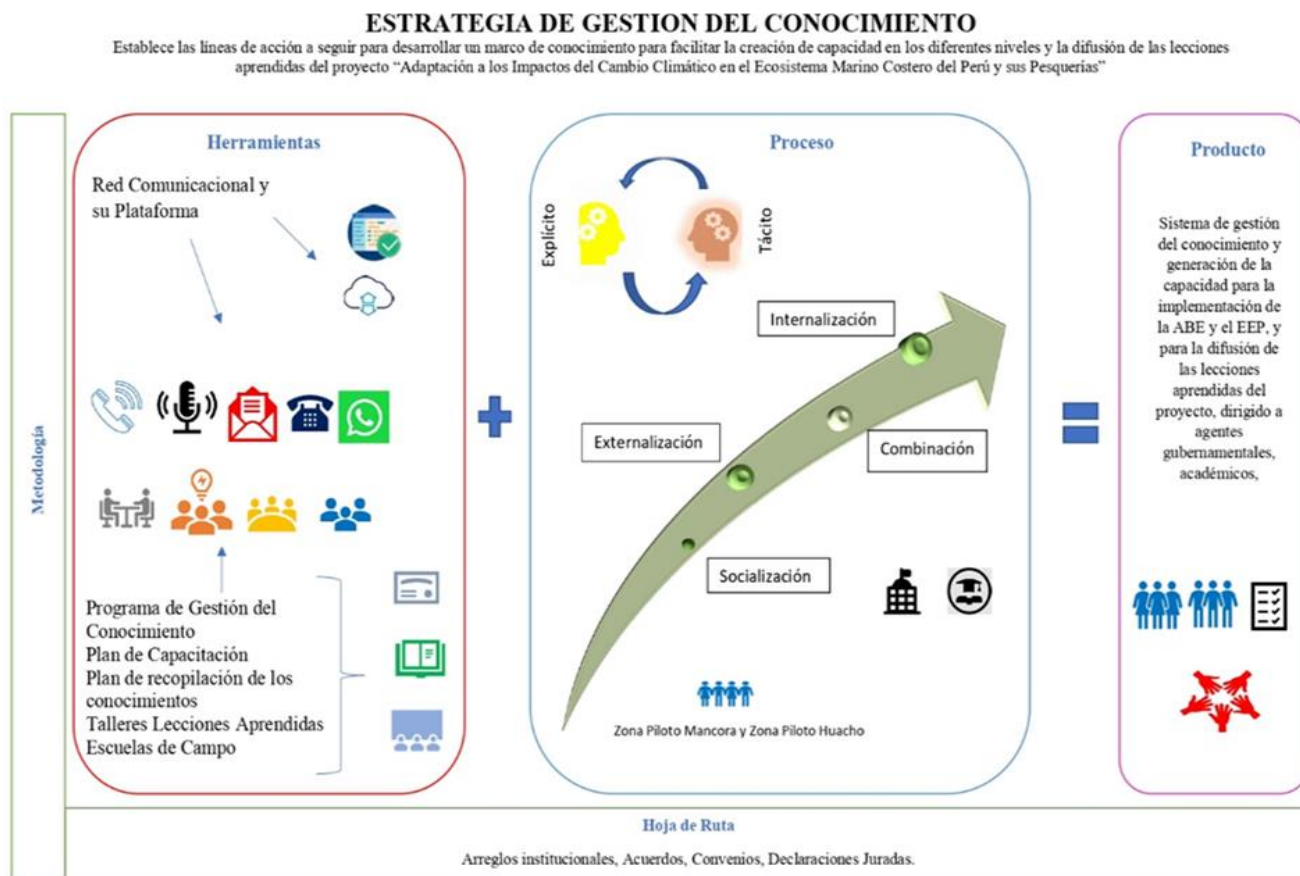 ESTRATEGIA DE GESTION DEL CONOCIMIENTO
Establece las líneas de acción a seguir para desarrollar un marco de conocimiento para facilitar la creación de capacidad en los diferentes niveles y la difusión de las lecciones
aprendidas del proyecto “Adaptación a los Impactos del Cambio Climático en el Ecosistema Marino Costero del Perú y sus Pesquerías”
Metodología
Herramientas
Red Comunicacional y
su Plataforma
Programa de Gestión del
Conocimiento
Plan de Capacitación
Plan de recopilación de los
conocimientos
Talleres Lecciones Aprendidas
Escuelas de Campo
Proceso
Explícito
Tácito
Internalización
Externalización
Combinación
Socialización
Zona Piloto Mancora y Zona Piloto Huacho
Producto
Sistema de gestión
del conocimiento y
generación de la
capacidad para la
implementación de
la ABE y el EEP, y
para la difusión de
las lecciones
aprendidas del
proyecto, dirigido a
agentes
gubernamentales,
académicos,
Hoja de Ruta
Arreglos institucionales, Acuerdos, Convenios, Declaraciones Juradas.